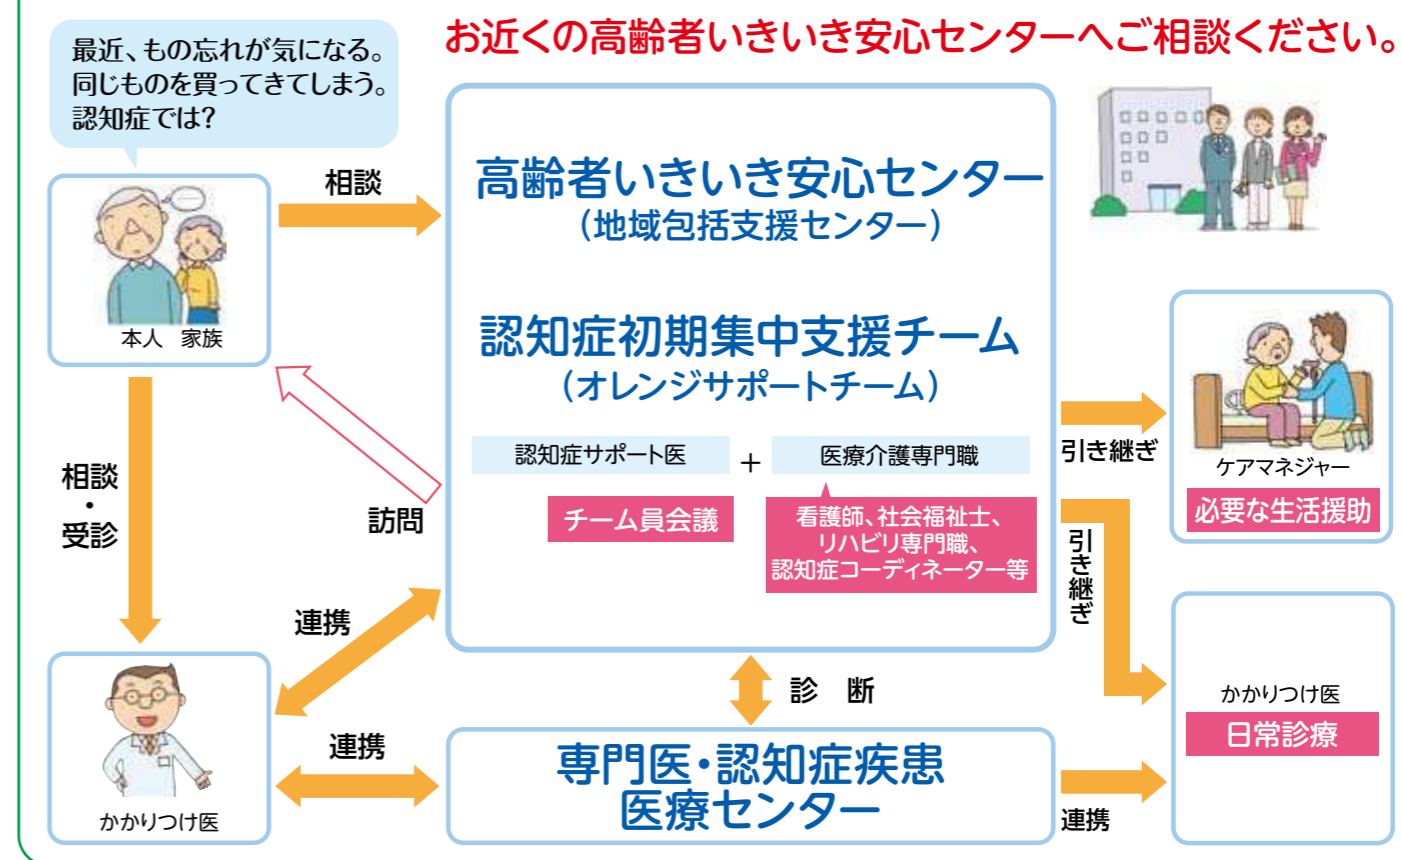 お近くの高齢者いきいき安心センターへご相談ください。
最近、もの忘れが気になる。
同じものを買ってきてしまう。
認知症では?
本人 家族
相談
高齢者いきいき安心センター
(地域包括支援センター)
認知症初期集中支援チーム
(オレンジサポートチーム)
認知症サポート医
+
医療介護専門職
チーム員会議
看護師、社会福祉士、
リハビリ専門職、
認知症コーディネーター等
訪問
相談
・
受診
連携
連携
かかりつけ医
診 断
専門医・認知症疾患
医療センター
引き継ぎ
ケアマネジャー
必要な生活援助
引き継ぎ
かかりつけ医
日常診療
連携